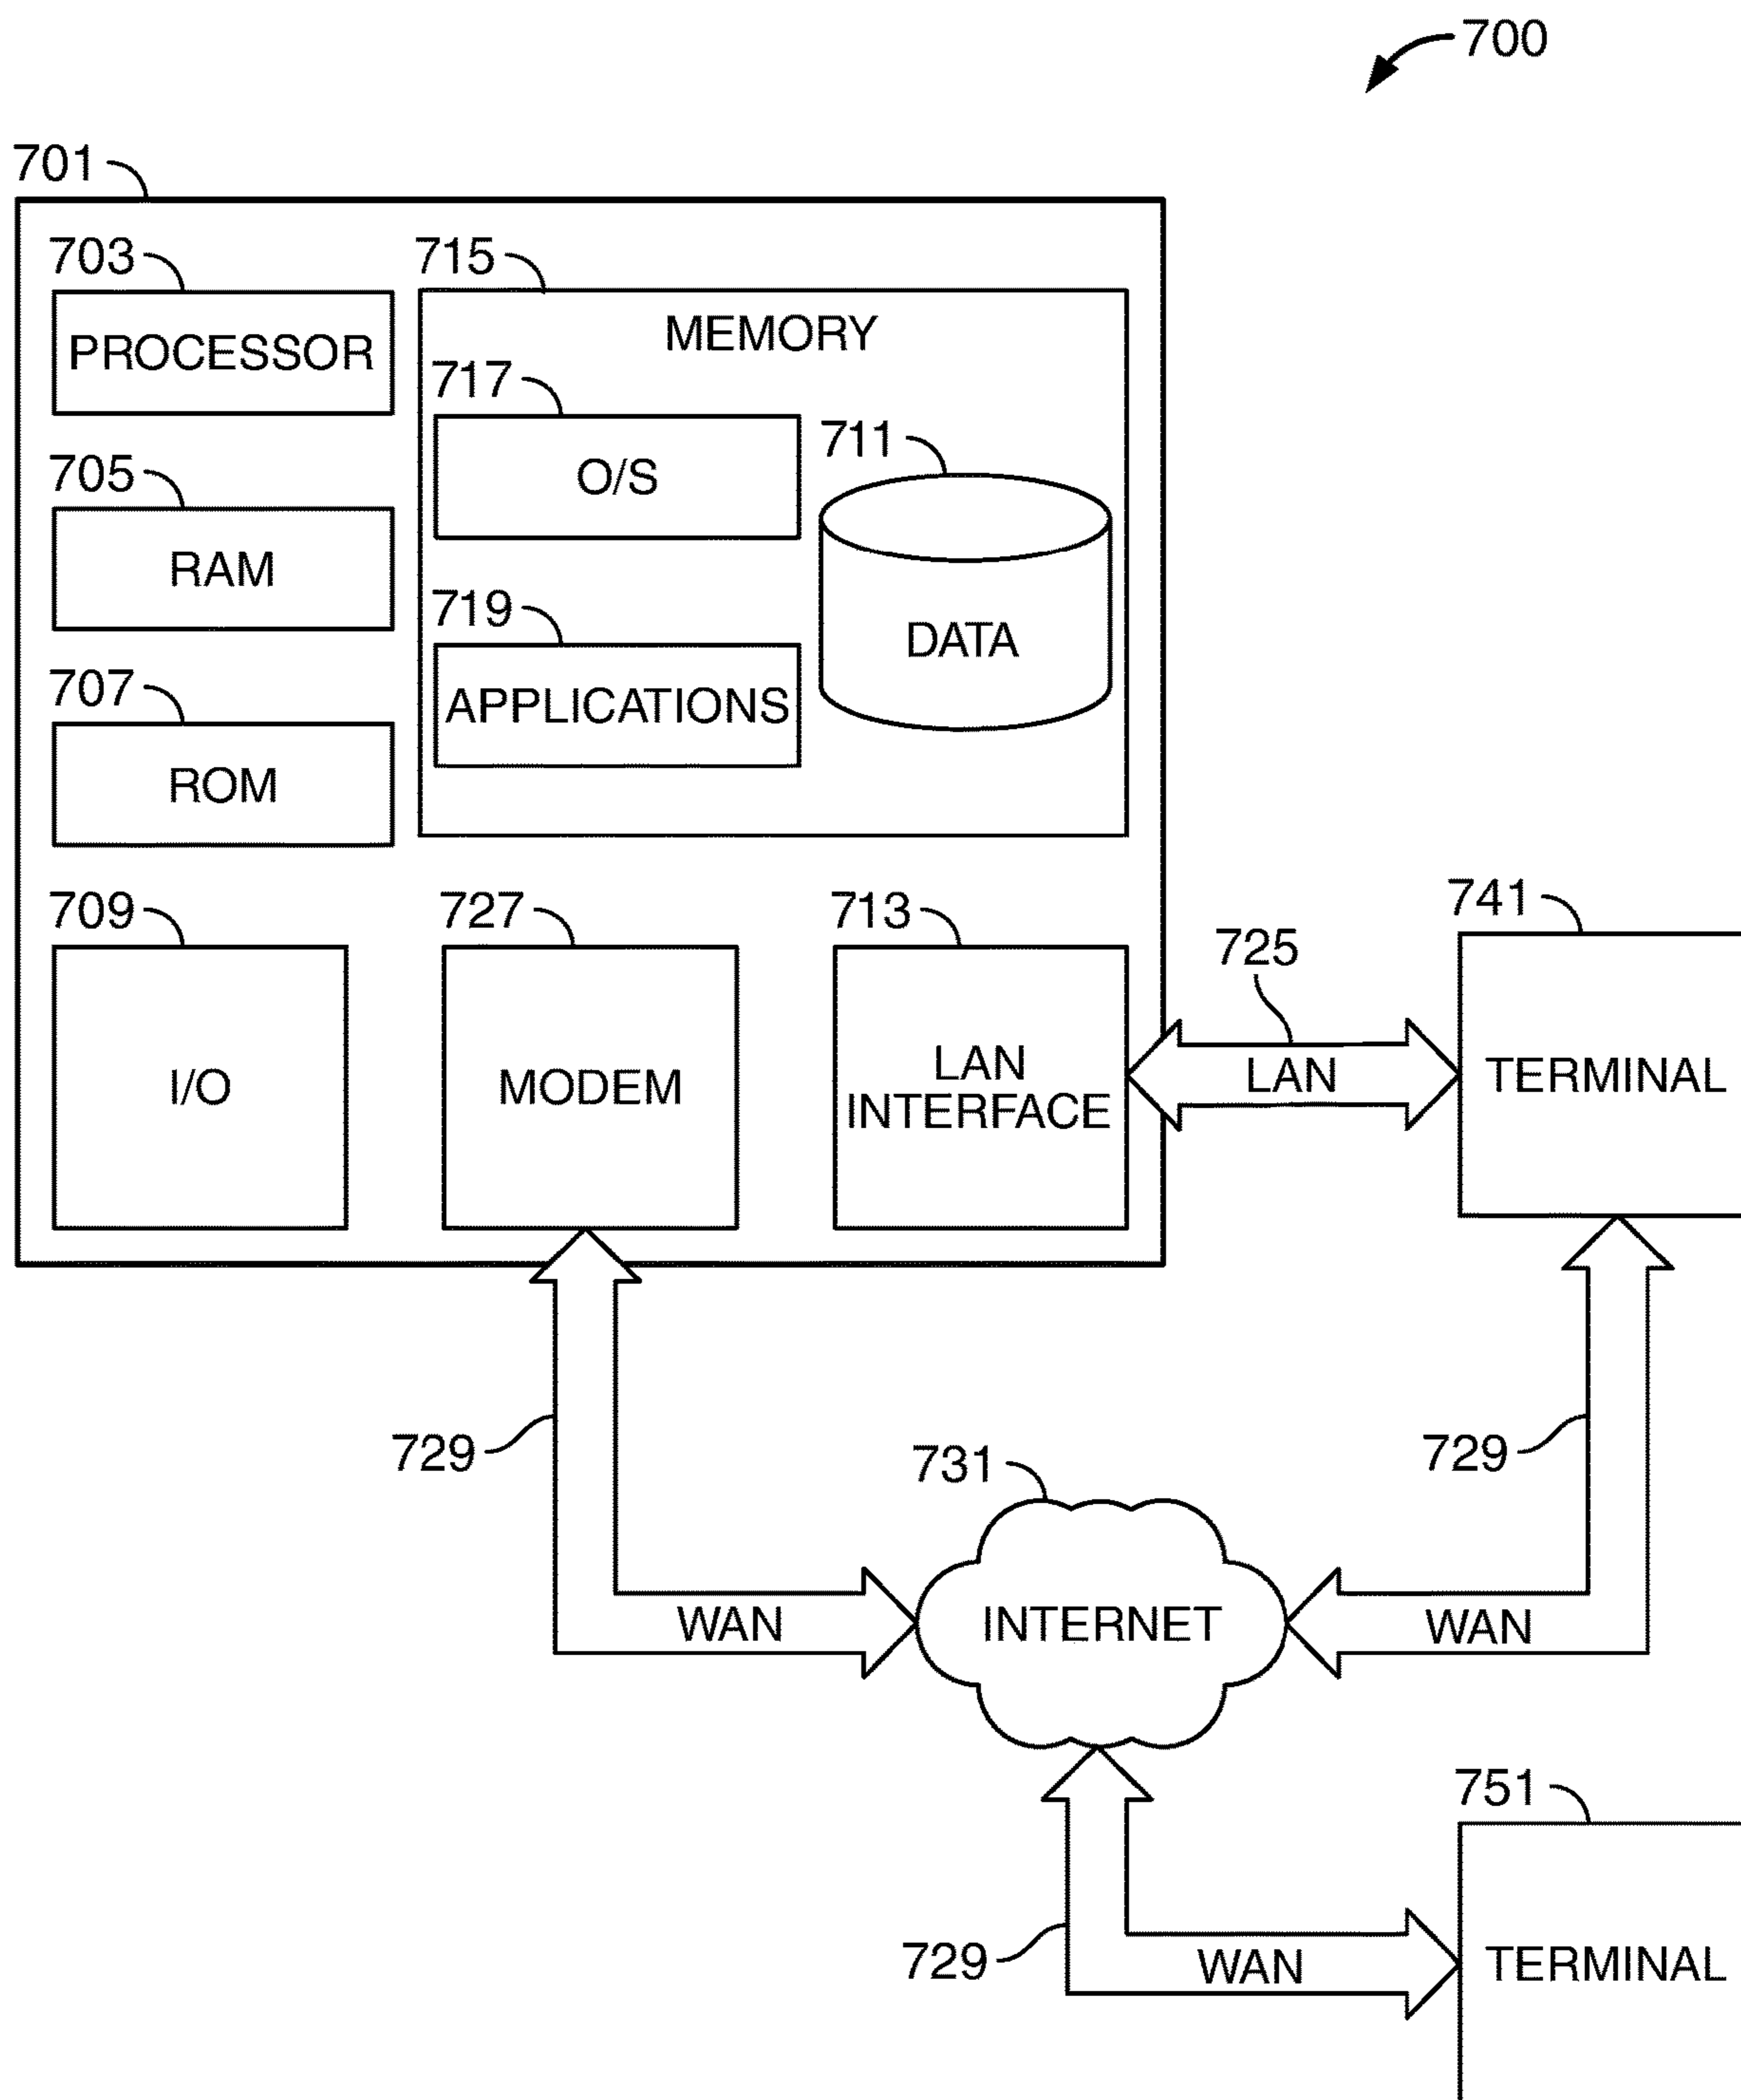 700
701
703
PROCESSOR
715
MEMORY
717
O/S
711
DATA
705
RAM
719
APPLICATIONS
707
ROM
709
I/O
727
MODEM
713
LAN
INTERFACE
725
LAN
741
TERMINAL
729
WAN
731
INTERNET
729
WAN
751
TERMINAL
729
WAN